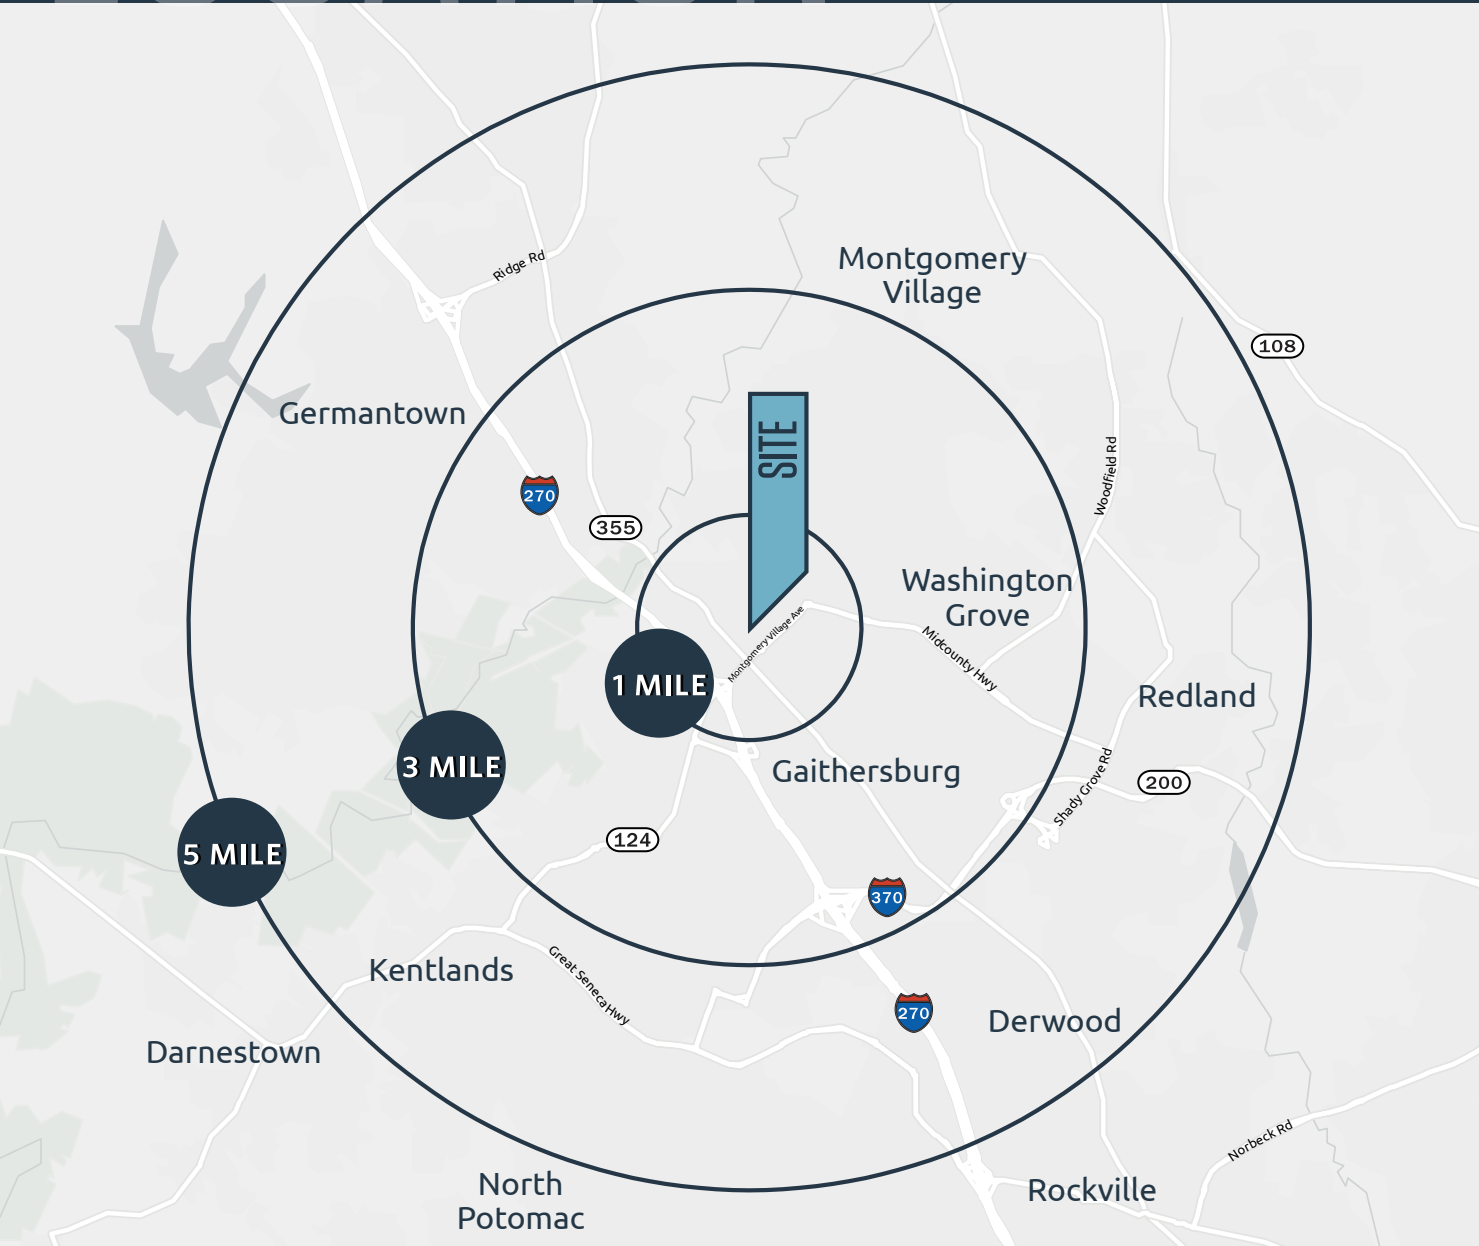 Ridge Rd
Montgomery
Village
108
Germantown
SITE
270
355
Woodfield Rd
Washington
Grove
Montgomery Village Ave
Midcounty Hwy
1 MILE
Redland
3 MILE
Gaithersburg
Shady Grove Rd
200
124
5 MILE
370
Kentlands
Great Seneca Hwy
270
Derwood
Darnestown
Norbeck Rd
North
Potomac
Rockville